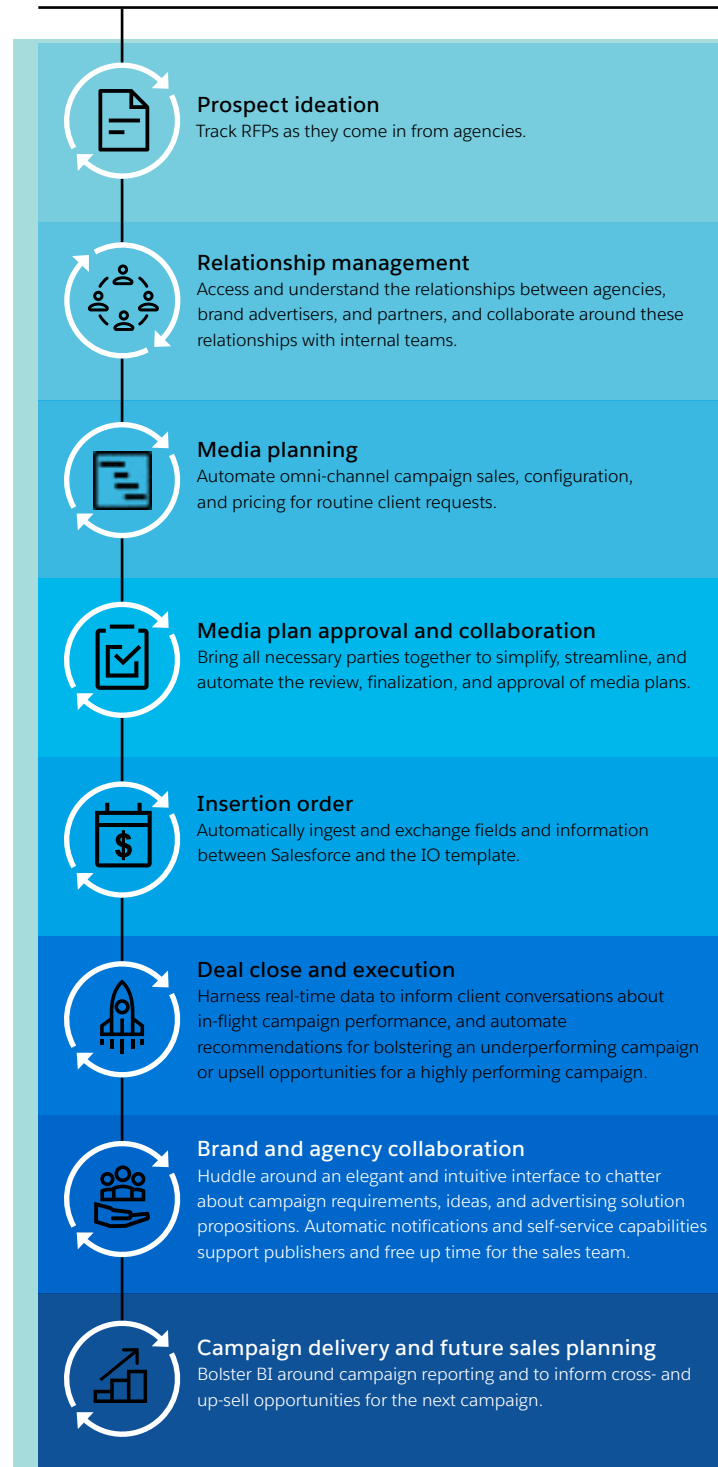 Prospect ideation
Track RFPs as they come in from agencies.
Relationship management
Access and understand the relationships between agencies,
brand advertisers, and partners, and collaborate around these
relationships with internal teams.
Media planning
Automate omni-channel campaign sales, configuration,
and pricing for routine client requests.
Media plan approval and collaboration
Bring all necessary parties together to simplify, streamline, and
automate the review, finalization, and approval of media plans.
Insertion order
Automatically ingest and exchange fields and information
between Salesforce and the IO template.
$
Deal close and execution
Harness real-time data to inform client conversations about
in-flight campaign performance, and automate
recommendations for bolstering an underperforming campaign
or upsell opportunities for a highly performing campaign.
Brand and agency collaboration
Huddle around an elegant and intuitive interface to chatter
about campaign requirements, ideas, and advertising solution
propositions. Automatic notifications and self-service capabilities
support publishers and free up time for the sales team.
Campaign delivery and future sales planning
Bolster BI around campaign reporting and to inform cross- and
up-sell opportunities for the next campaign.